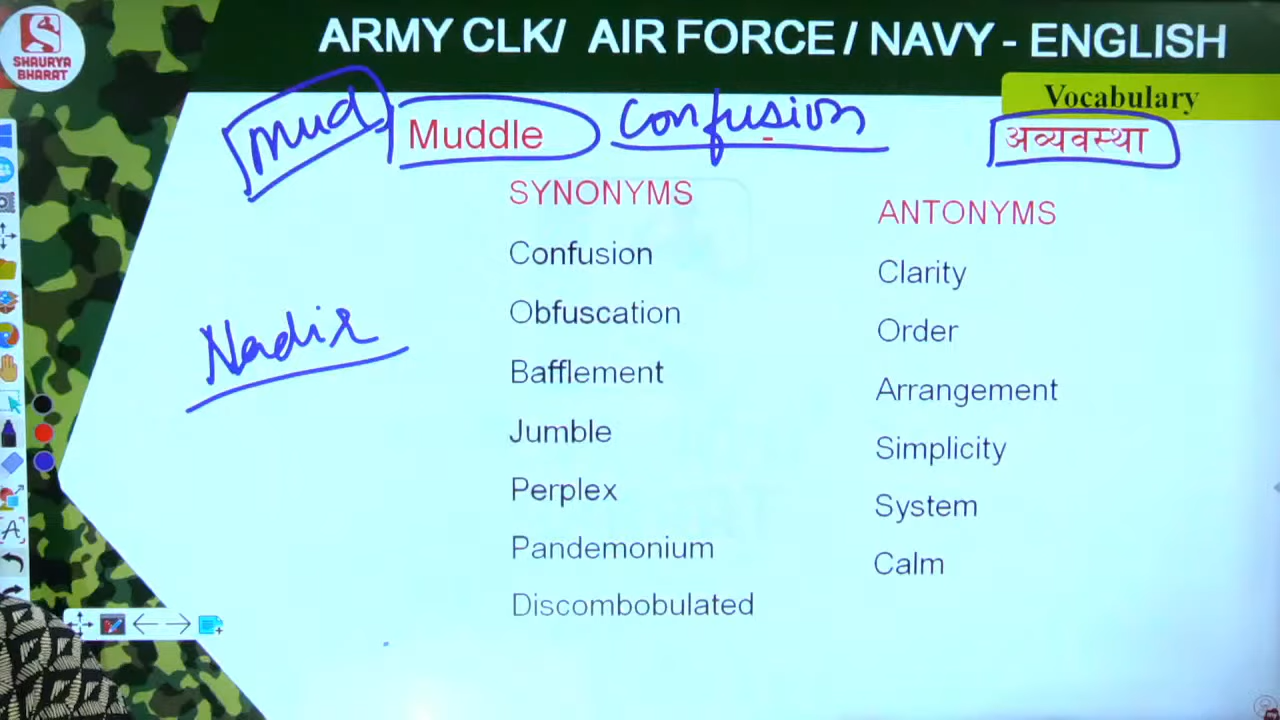 SHAURYA
BHARAT
ARMY CLK/ AIR FORCE / NAVY - ENGLISH
Vocabulary
Mud Muddle Confusion अव्यवस्था
SYNONYMS
Confusion
Obfuscation
Bafflement
Jumble
Perplex
Pandemonium
Discombobulated
ANTONYMS
Clarity
Order
Arrangement
Simplicity
System
Calm
Nadir